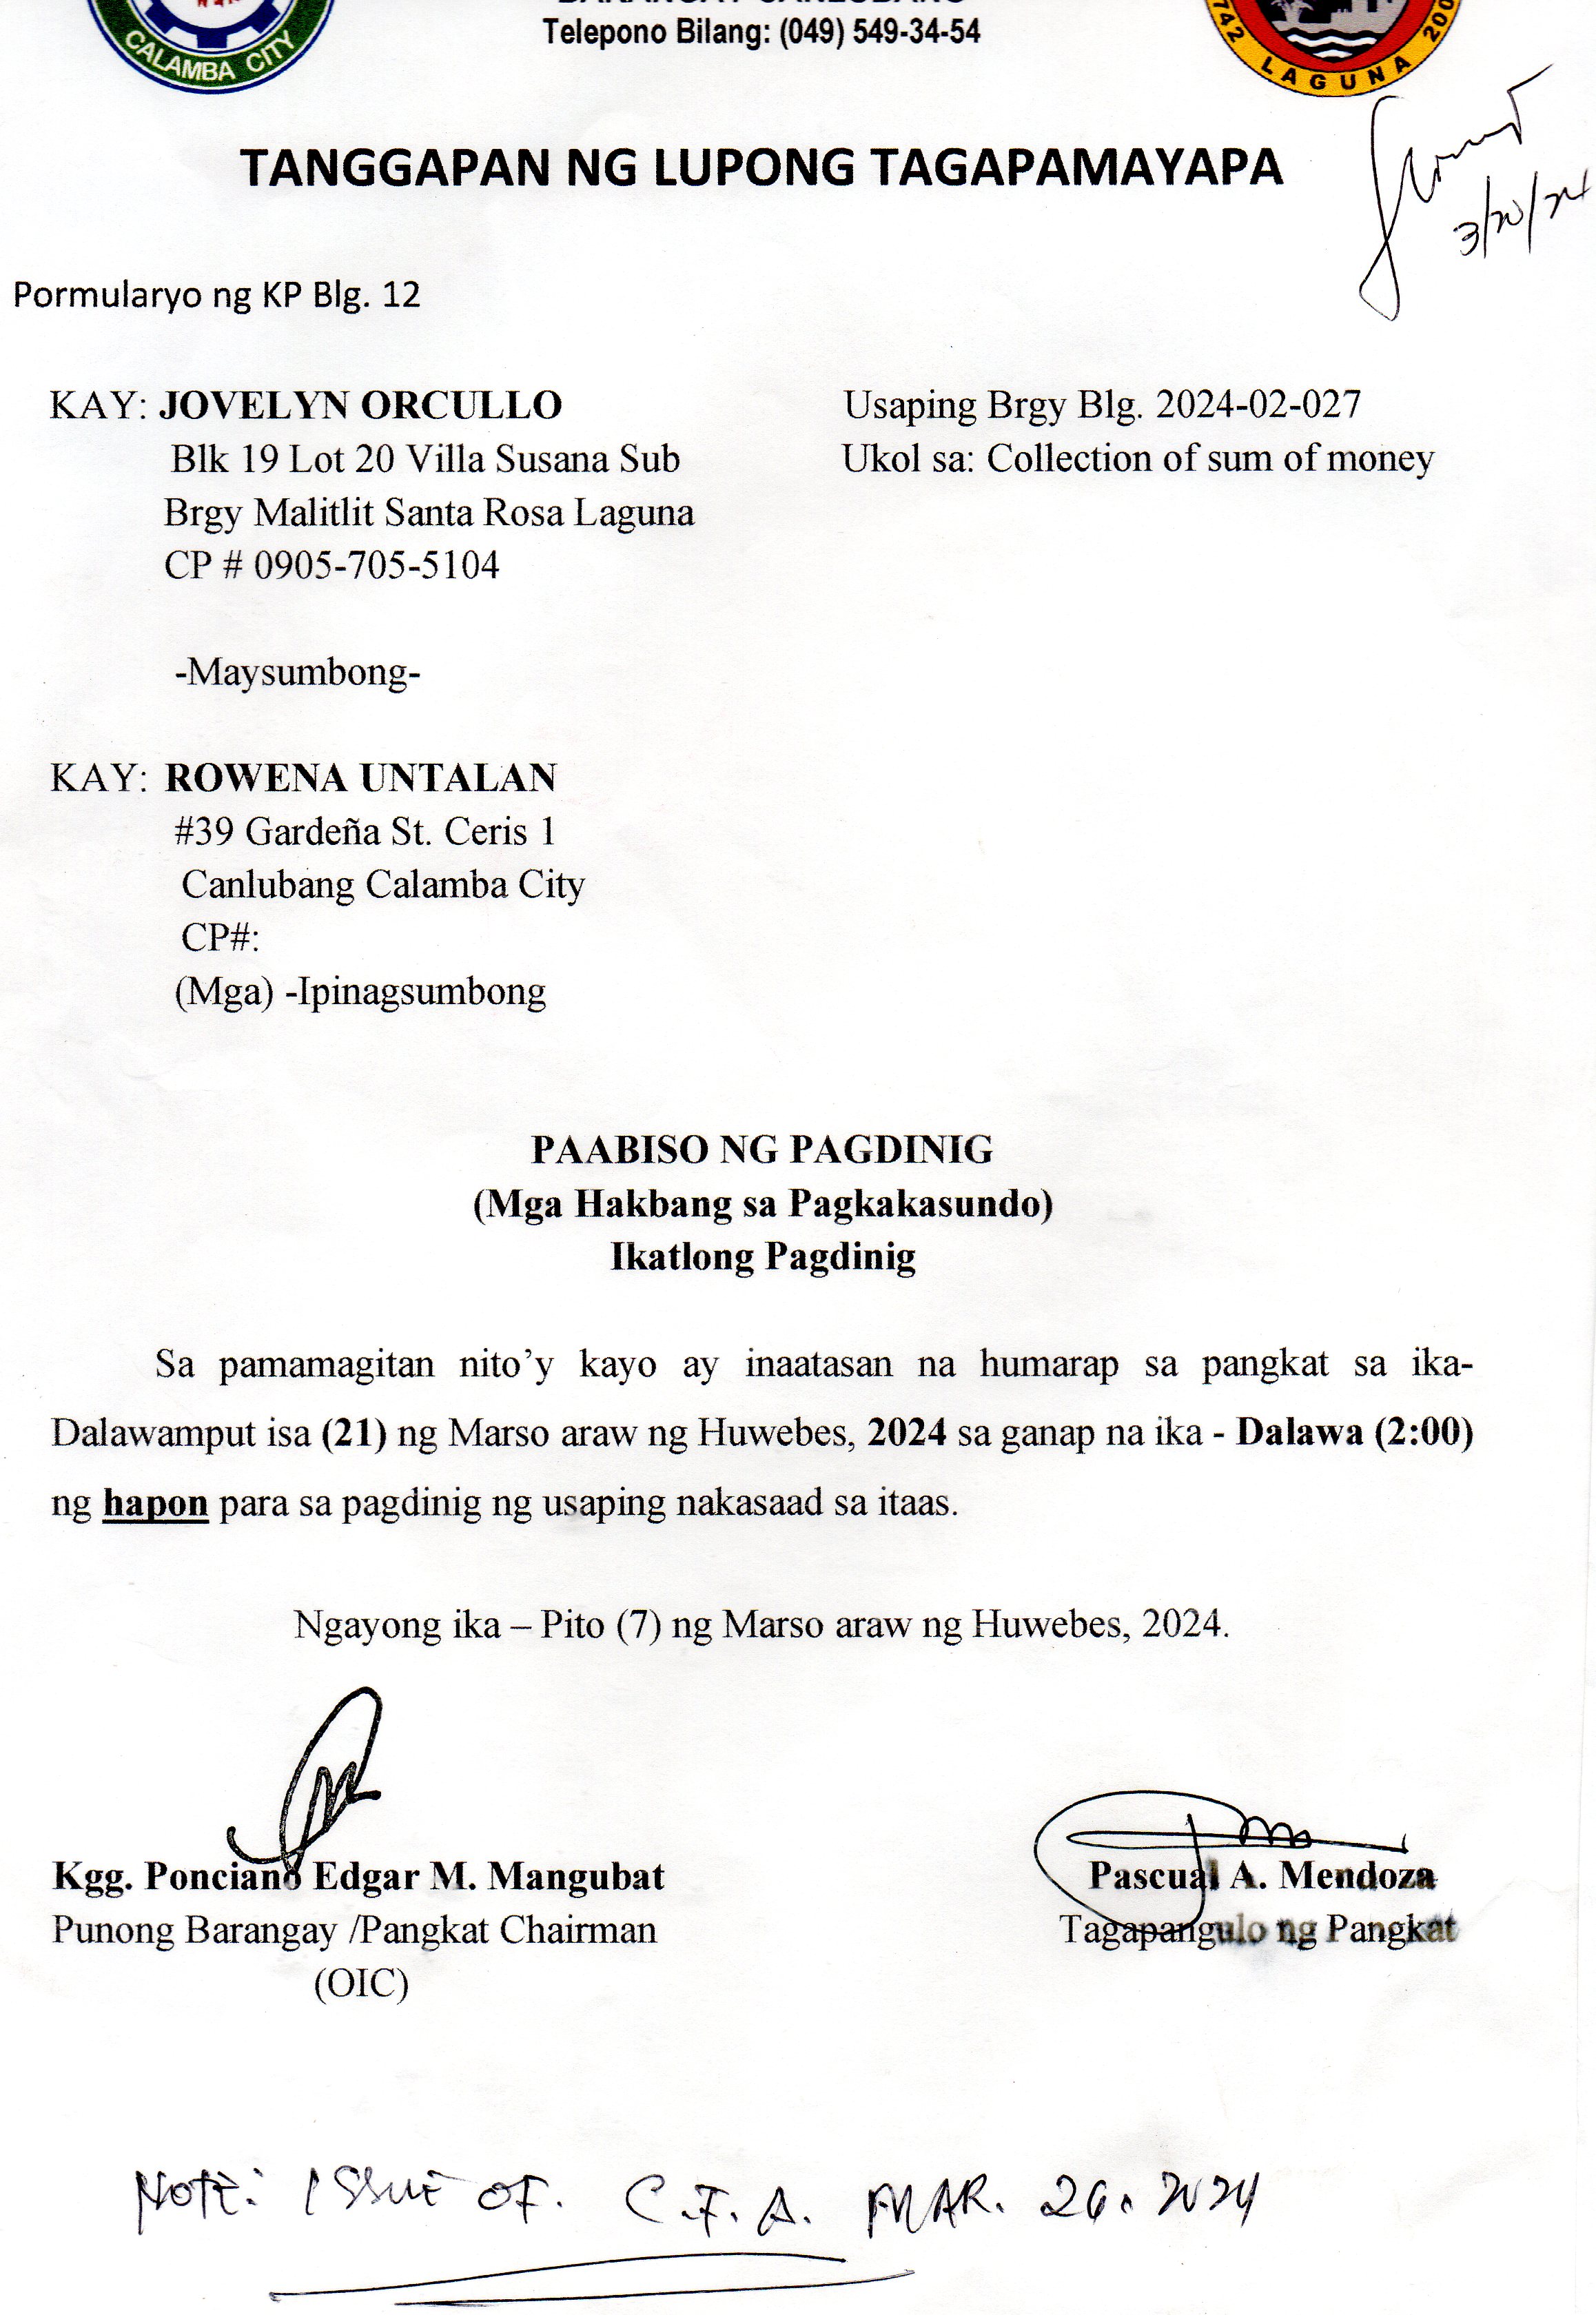 CALAMBA CITY
Telepono Bilang: (049) 549-34-54
742 LAGUNA 200
TANGGAPAN NG LUPONG TAGAPAMAYAPA
3/20/24
Pormularyo ng KP Blg. 12
KAY: JOVELYN ORCULLO
Usaping Brgy Blg. 2024-02-027
Blk 19 Lot 20 Villa Susana Sub
Ukol sa: Collection of sum of money
Brgy Malitlit Santa Rosa Laguna
CP # 0905-705-5104
-Maysumbong-
KAY: ROWENA UNTALAN
#39 Gardeña St. Ceris 1
Canlubang Calamba City
CP#:
(Mga) -Ipinagsumbong
PAABISO NG PAGDINIG
(Mga Hakbang sa Pagkakasundo)
Ikatlong Pagdinig
Sa pamamagitan nito’y kayo ay inaatasan na humarap sa pangkat sa ika-
Dalawamput isa (21) ng Marso araw ng Huwebes, 2024 sa ganap na ika - Dalawa (2:00)
ng hapon para sa pagdinig ng usaping nakasaad sa itaas.
Ngayong ika – Pito (7) ng Marso araw ng Huwebes, 2024.
Kgg. Ponciano Edgar M. Mangubat
Pascual A. Mendoza
Punong Barangay /Pangkat Chairman
Tagapangulo ng Pangkat
(OIC)
NOTE: ISSUE OF. C.F.A. MAR. 26. 2024